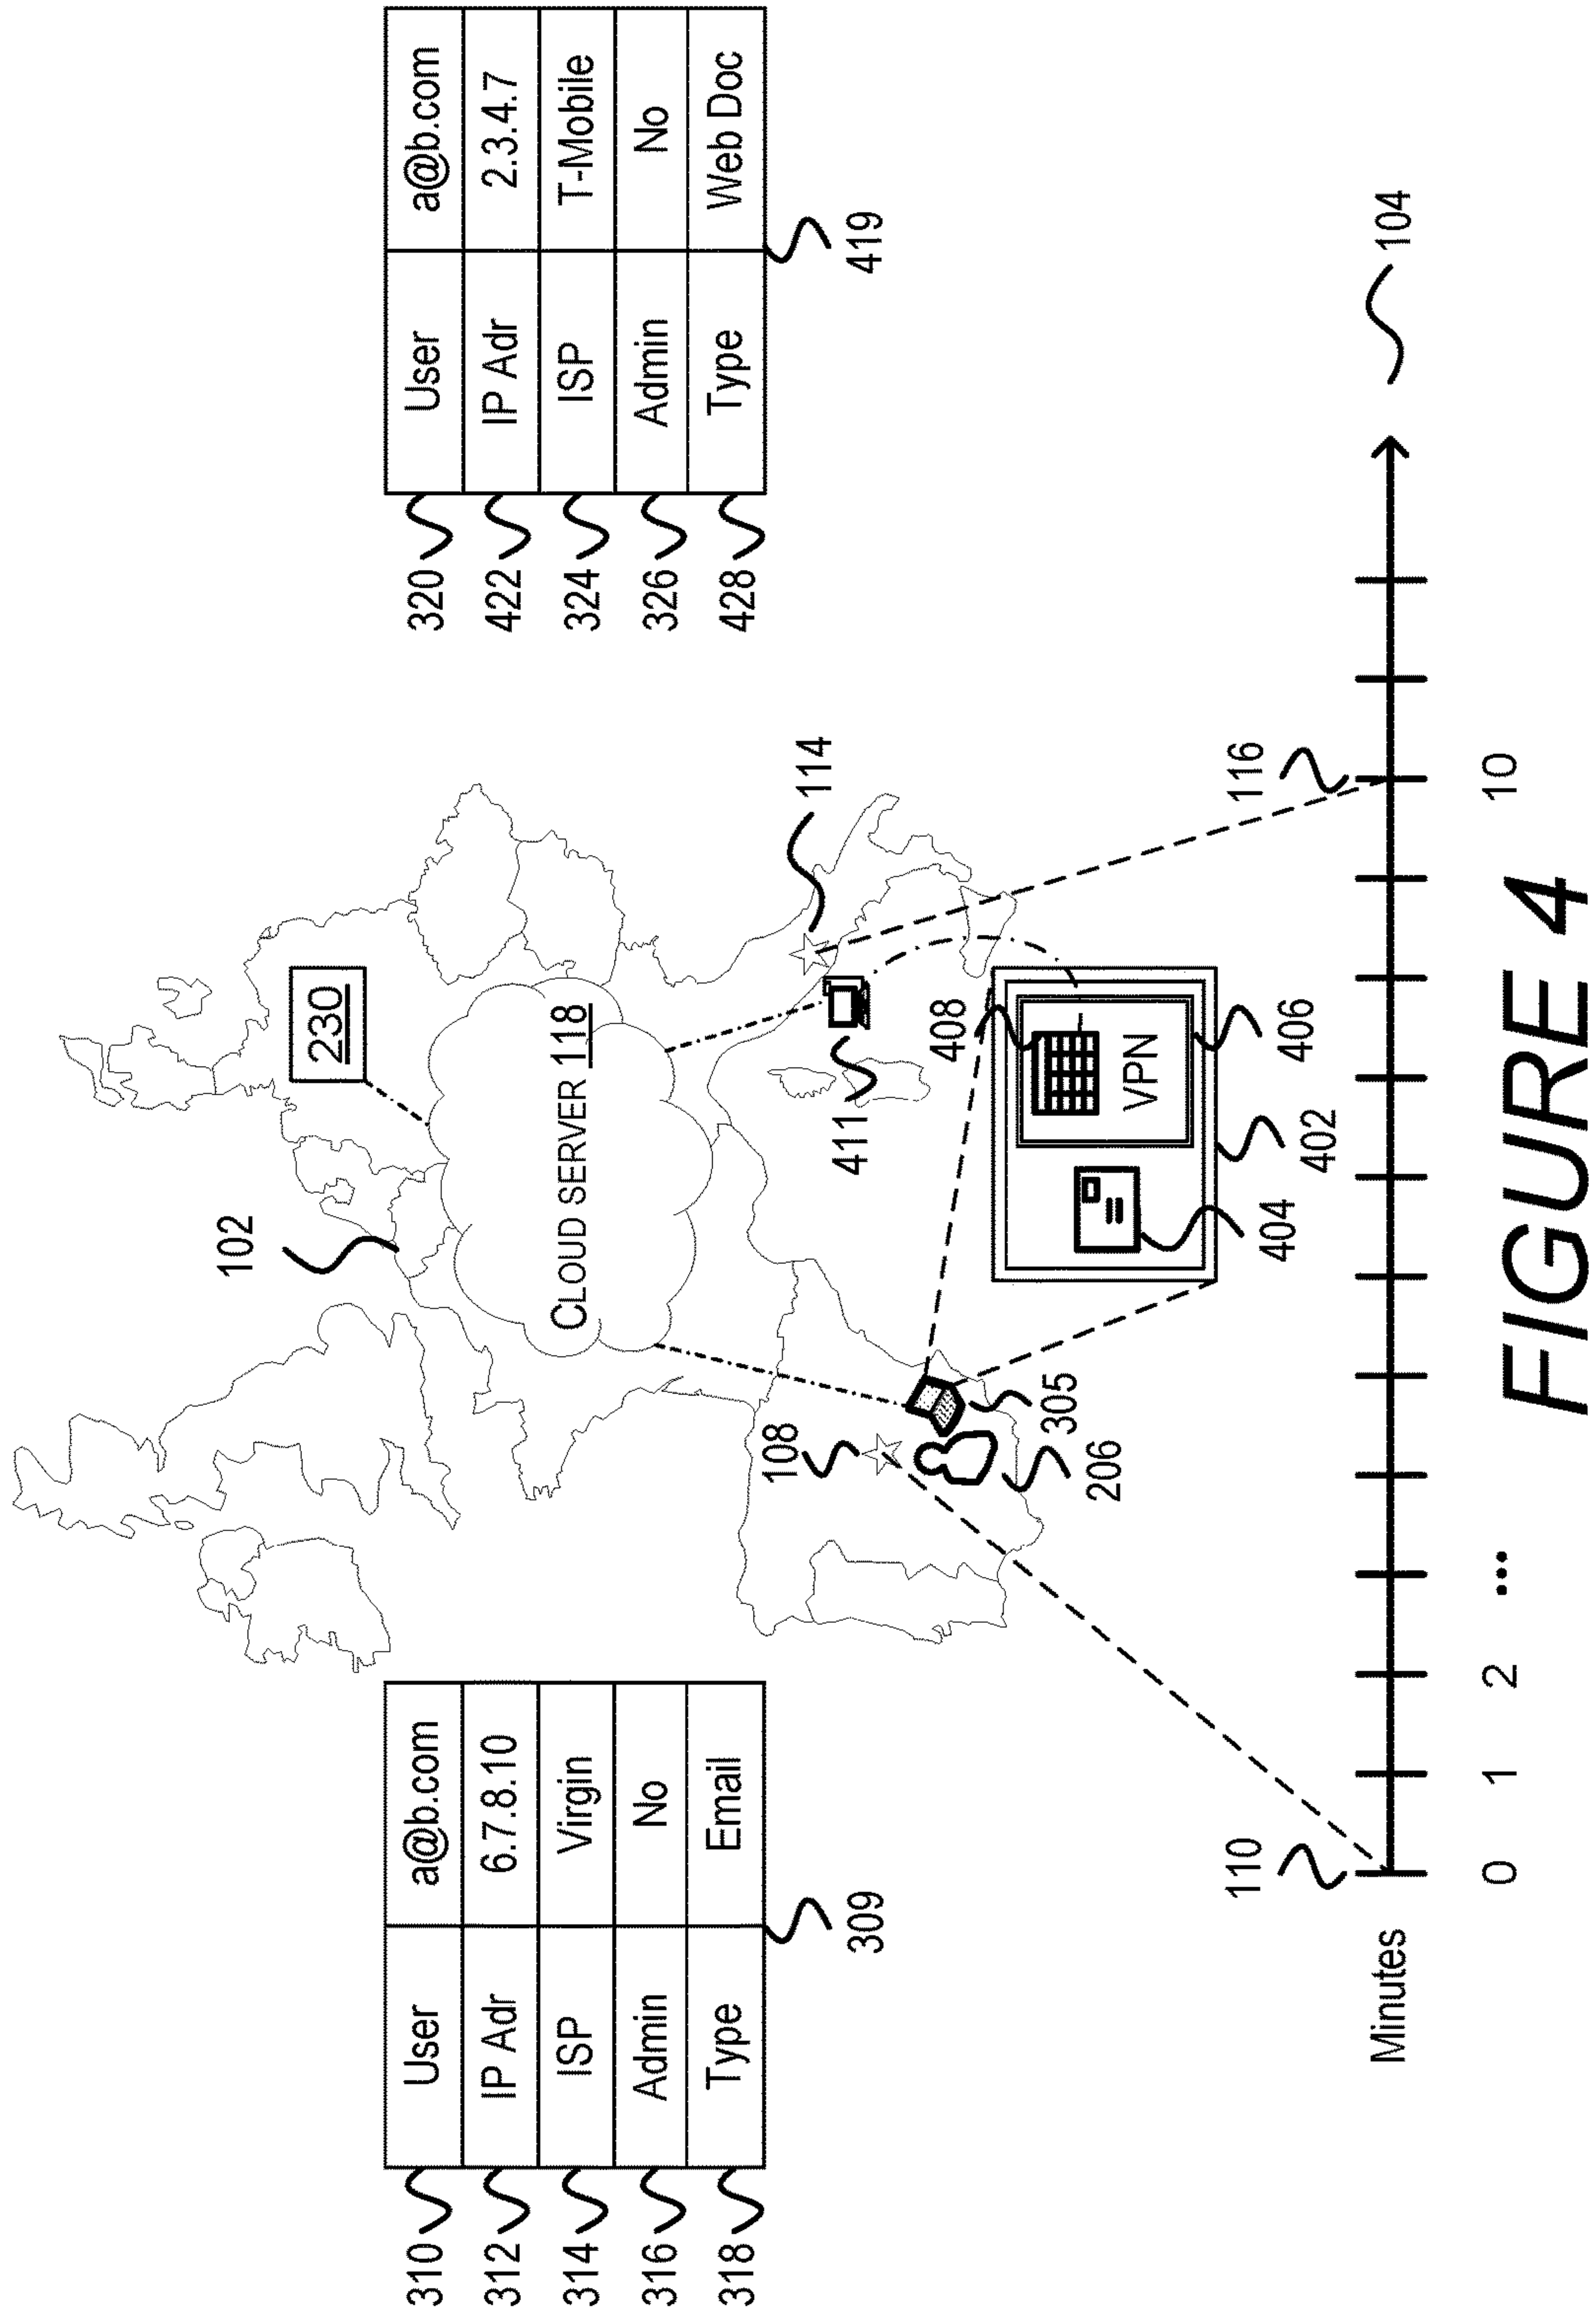 230
102
CLOUD SERVER 118
310 User a@b.com
312 IP Adr 6.7.8.10
314 ISP Virgin
316 Admin No
318 Type Email
309
320 User a@b.com
422 IP Adr 2.3.4.7
324 ISP T-Mobile
326 Admin No
428 Type Web Doc
419
108
114
411
305
206
408
VPN
406
402
404
110
116
104
Minutes
0 1 2 ... 10
FIGURE 4